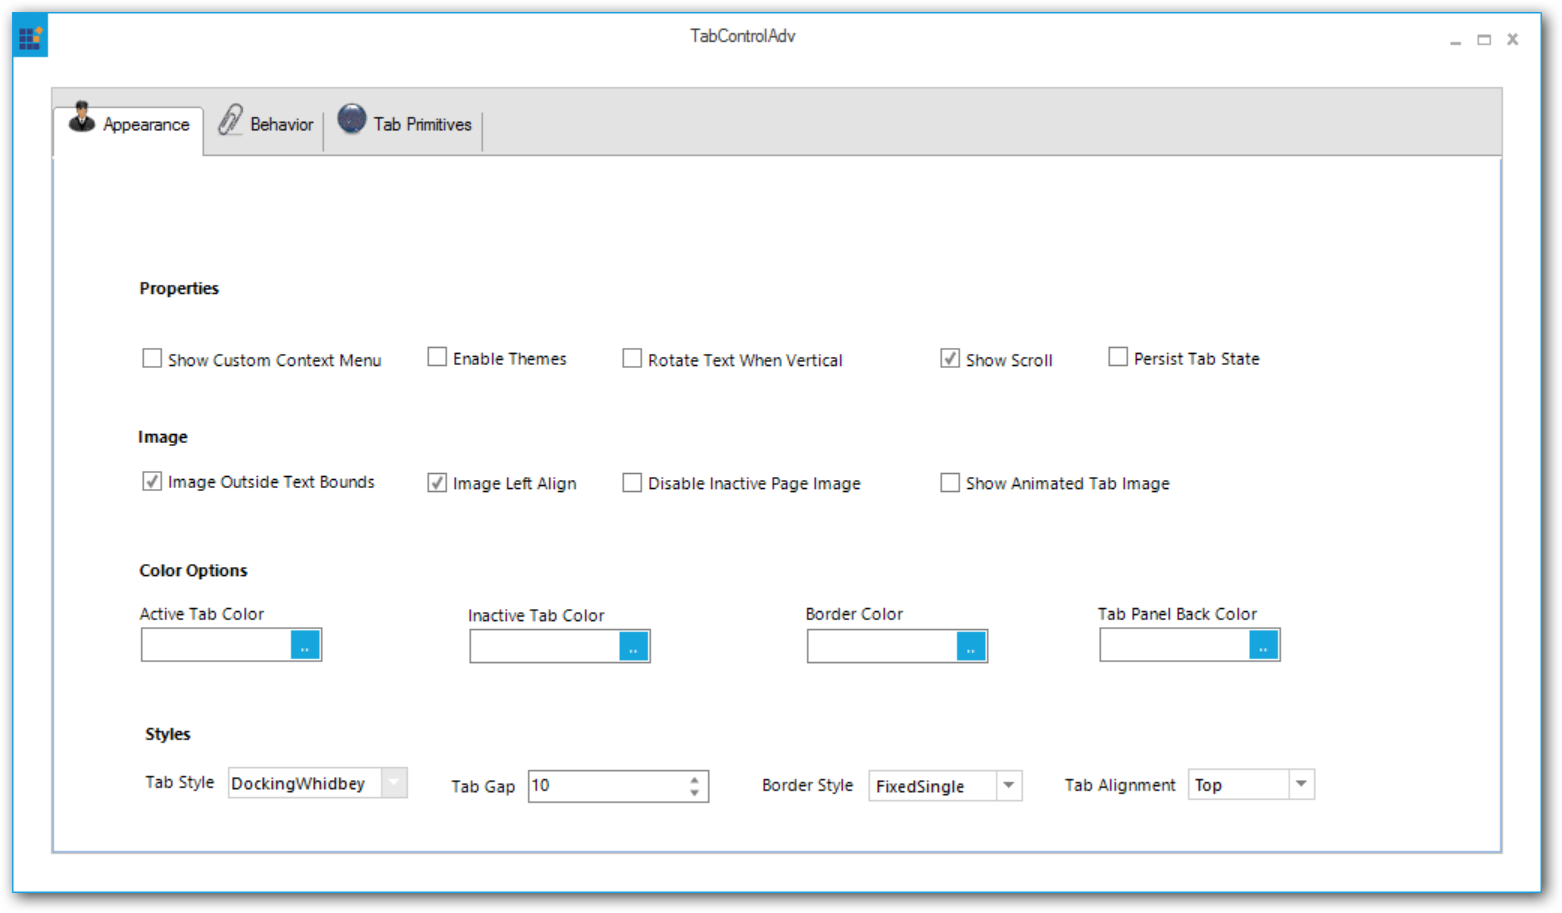 TabControlAdv
Appearance Behavior Tab Primitives
Properties
Show Custom Context Menu Enable Themes Rotate Text When Vertical Show Scroll Persist Tab State
Image
Image Outside Text Bounds Image Left Align Disable Inactive Page Image Show Animated Tab Image
Color Options
Active Tab Color Inactive Tab Color Border Color Tab Panel Back Color
.. .. .. ..
Styles
Tab Style DockingWhidbey Tab Gap 10 Border Style FixedSingle Tab Alignment Top